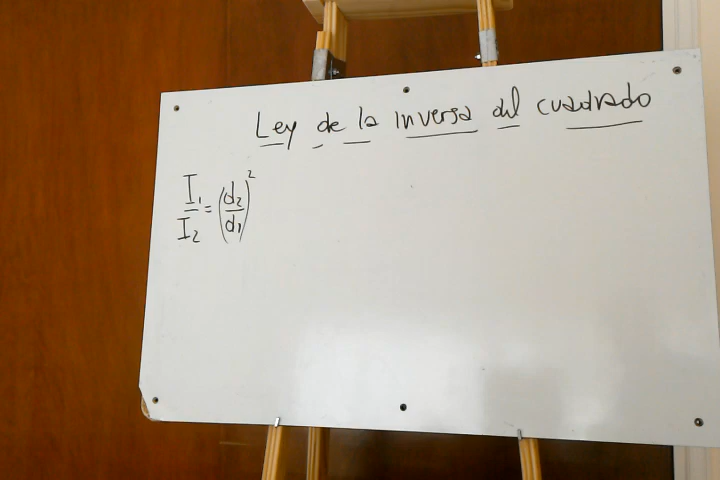 Ley de la inversa del cuadrado
I₁/I₂ = (d₂/d₁)²